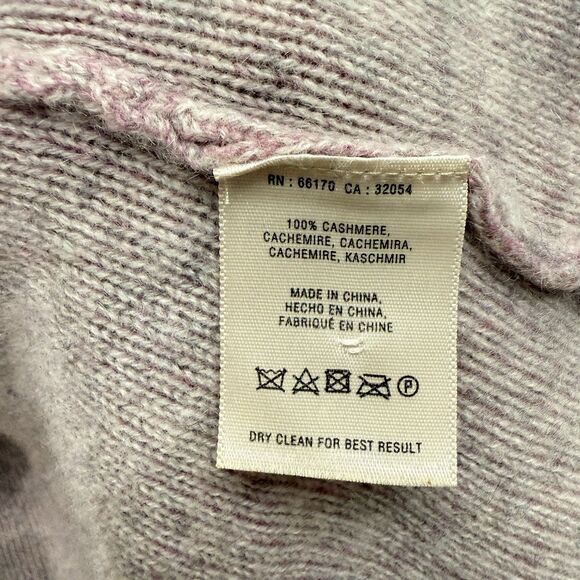 RN : 66170 CA : 32054
100% CASHMERE,
CACHEMIRE, CACHEMIRA,
CACHEMIRE, KASCHMIR
MADE IN CHINA,
HECHO EN CHINA,
FABRIQUÉ EN CHINE
P
DRY CLEAN FOR BEST RESULT